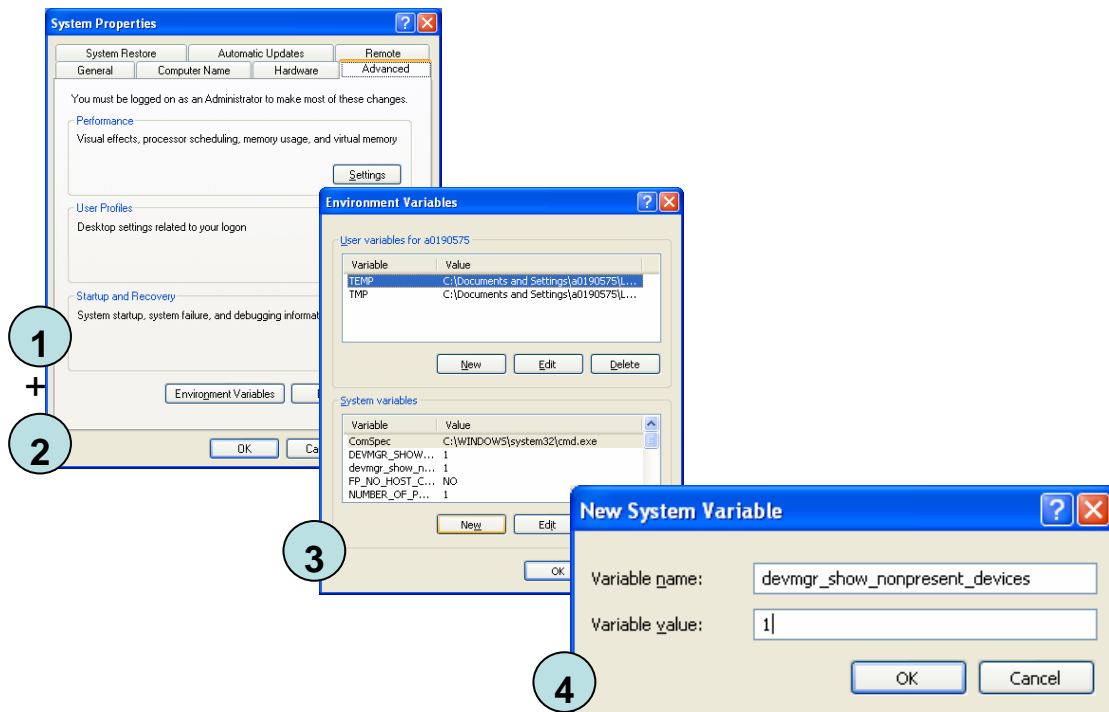 System Properties
System Restore Automatic Updates Remote
General Computer Name Hardware Advanced
You must be logged on as an Administrator to make most of these changes.
Performance
Visual effects, processor scheduling, memory usage, and virtual memory
Settings
User Profiles
Desktop settings related to your logon
Startup and Recovery
System startup, system failure, and debugging informat
Environment Variables
OK Ca
1
+
2
Environment Variables
User variables for a0190575
Variable Value
TEMP C:\Documents and Settings\a0190575\L...
TMP C:\Documents and Settings\a0190575\L...
New Edit Delete
System variables
Variable Value
ComSpec C:\WINDOWS\system32\cmd.exe
DEVMGR_SHOW... 1
devmgr_show_n... 1
FP_NO_HOST_C... NO
NUMBER_OF_P... 1
New Edit
OK
3
New System Variable
Variable name: devmgr_show_nonpresent_devices
Variable value: 1
OK Cancel
4